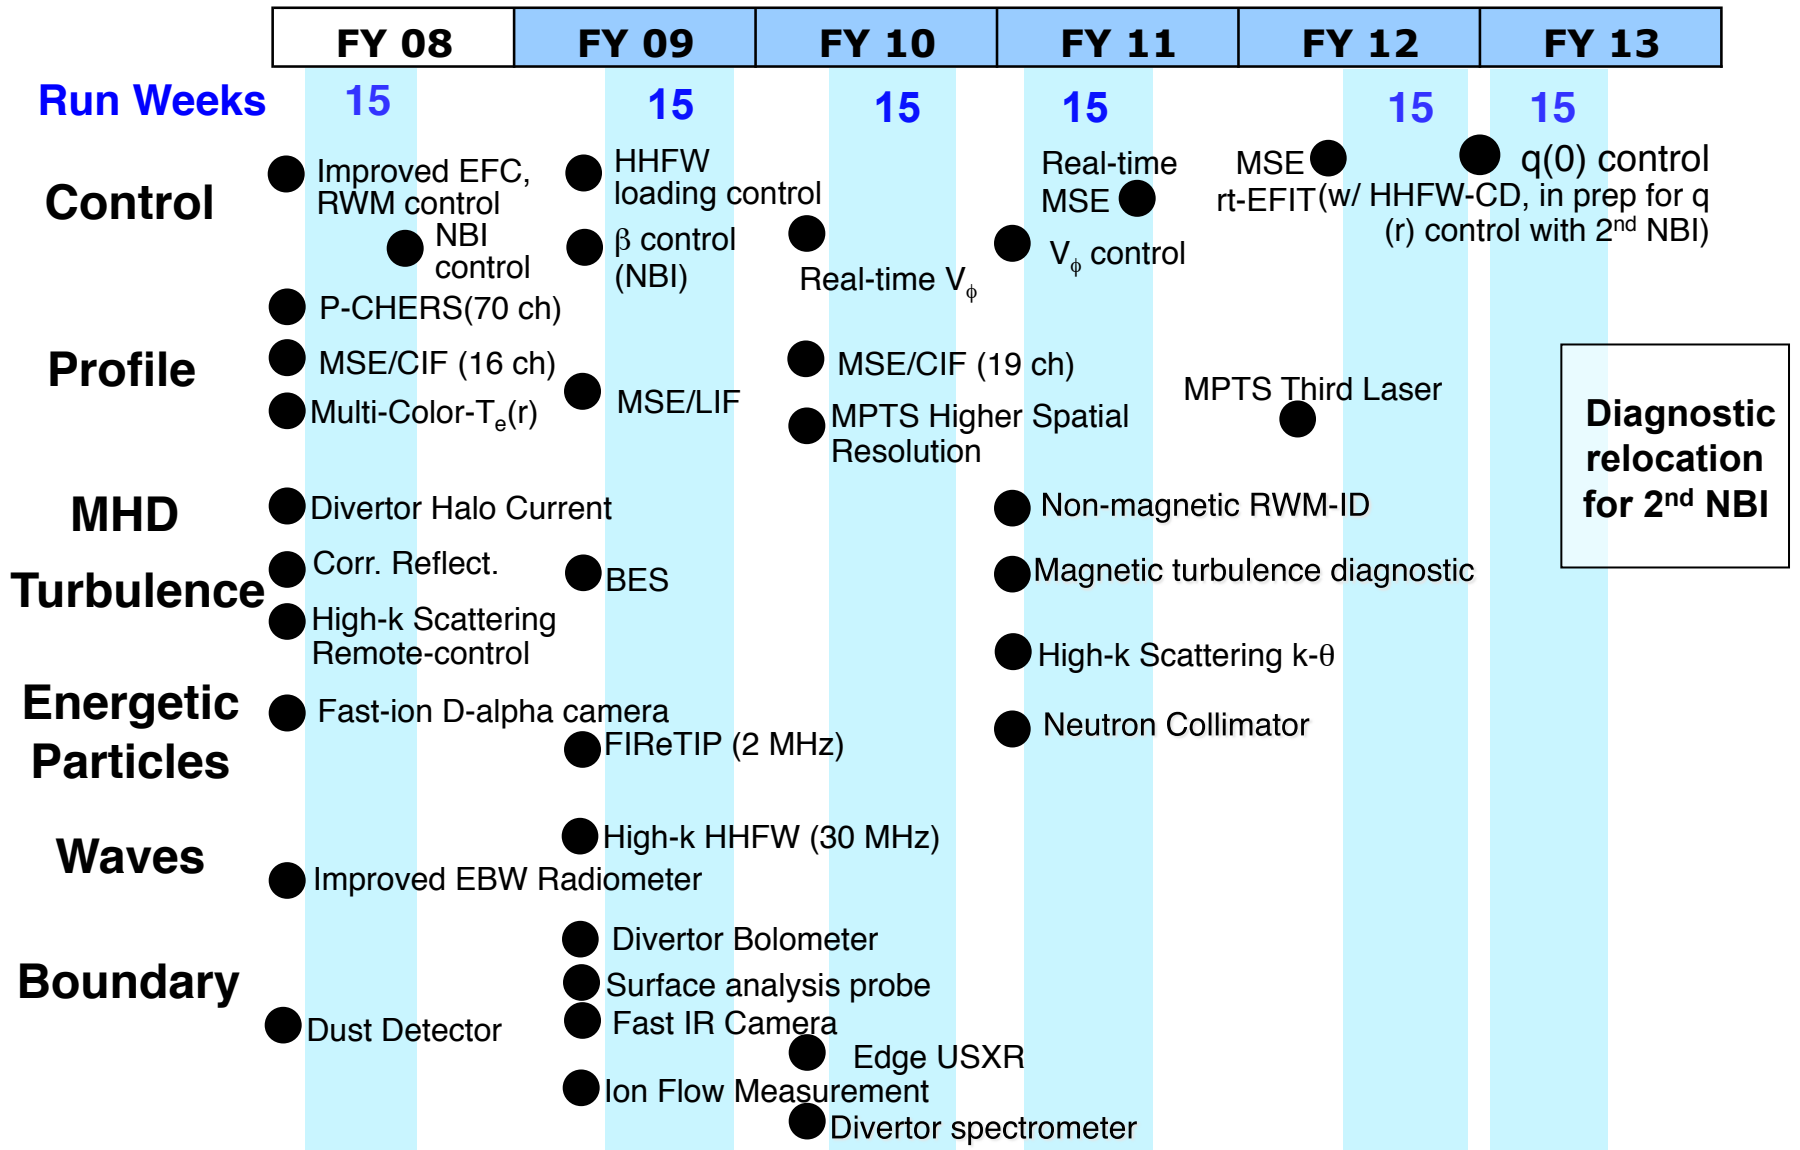 FY 08 FY 09 FY 10 FY 11 FY 12 FY 13
Run Weeks 15 15 15 15 15 15
Control
Improved EFC,
RWM control
NBI
control
HHFW
loading control
β control
(NBI)
Real-time Vϕ
Real-time
MSE
Vϕ control
MSE
rt-EFIT
q(0) control
(w/ HHFW-CD, in prep for q
(r) control with 2nd NBI)
Profile
P-CHERS(70 ch)
MSE/CIF (16 ch)
Multi-Color-Te(r)
MSE/LIF
MSE/CIF (19 ch)
MPTS Higher Spatial
Resolution
MPTS Third Laser
Diagnostic
relocation
for 2nd NBI
MHD
Divertor Halo Current
Non-magnetic RWM-ID
Turbulence
Corr. Reflect.
High-k Scattering
Remote-control
BES
Magnetic turbulence diagnostic
High-k Scattering k-θ
Energetic
Particles
Fast-ion D-alpha camera
FIReTIP (2 MHz)
Neutron Collimator
Waves
High-k HHFW (30 MHz)
Improved EBW Radiometer
Boundary
Divertor Bolometer
Surface analysis probe
Dust Detector
Fast IR Camera
Edge USXR
Ion Flow Measurement
Divertor spectrometer